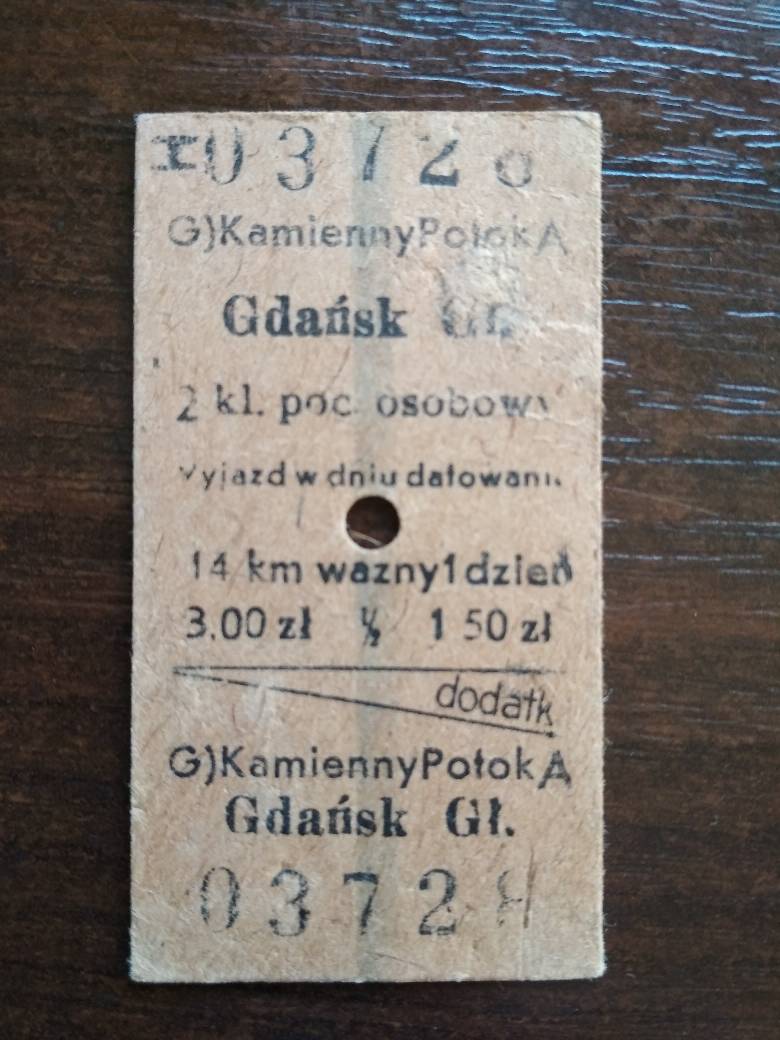 03728
G)KamiennyPotokA
Gdańsk Gł.
2 kl. poc. osobowy
Wyjazd w dniu datowania
14 km wazny1dzień
3.00 zł ½ 1 50 zł
dodatk
G)KamiennyPotokA
Gdańsk Gł.
03728